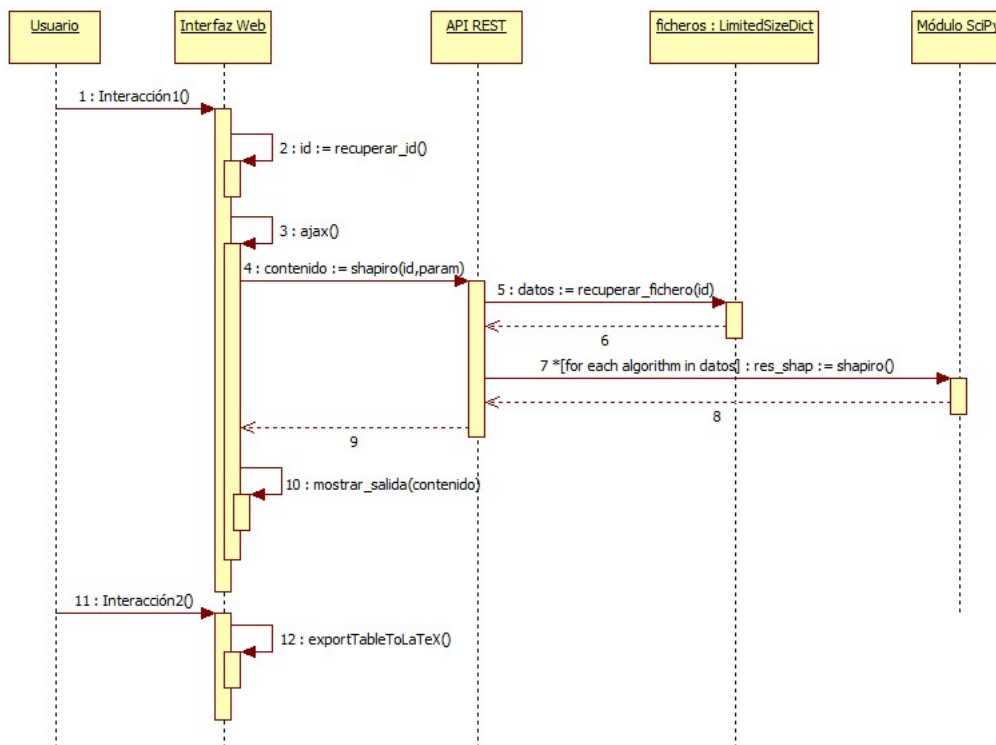 Usuario
Interfaz Web
API REST
ficheros : LimitedSizeDict
Módulo SciPy
1 : Interacción1()
2 : id := recuperar_id()
3 : ajax()
4 : contenido := shapiro(id,param)
5 : datos := recuperar_fichero(id)
6
7 *[for each algorithm in datos] : res_shap := shapiro()
8
9
10 : mostrar_salida(contenido)
11 : Interacción2()
12 : exportTableToLaTeX()